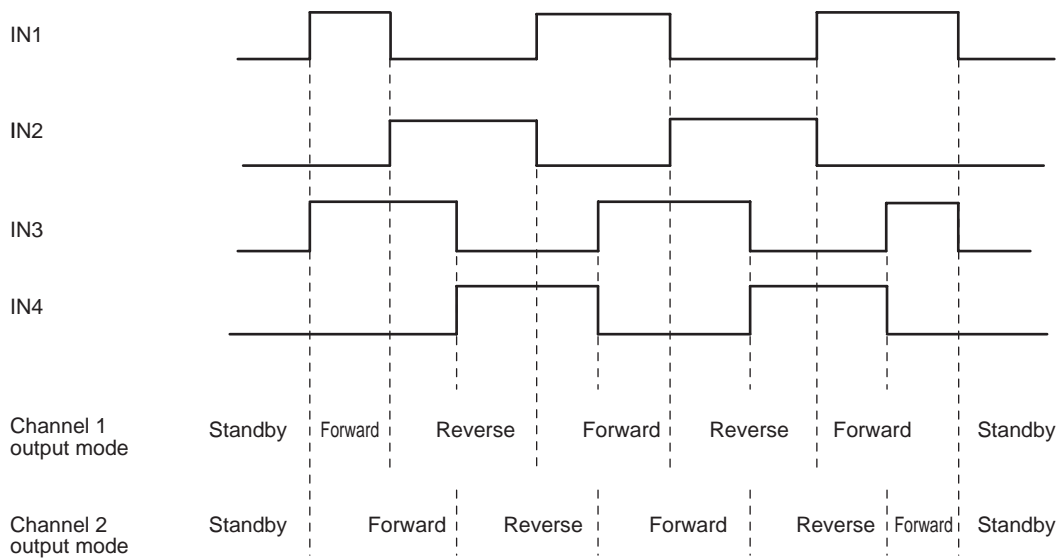 IN1
IN2
IN3
IN4
Channel 1
output mode
Standby Forward Reverse Forward Reverse Forward Standby
Channel 2
output mode
Standby Forward Reverse Forward Reverse Forward Standby